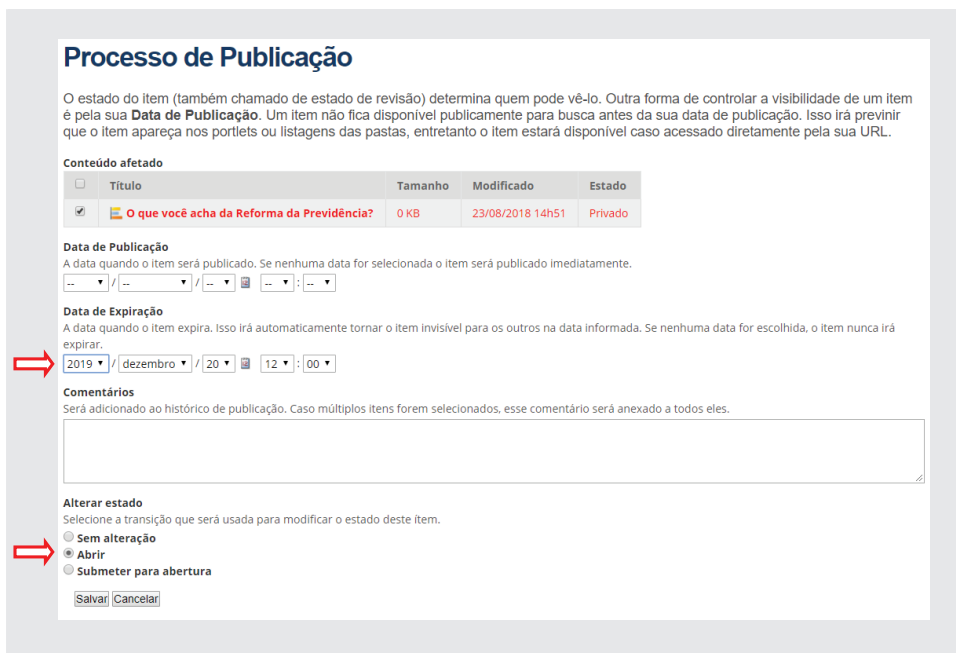 Processo de Publicação
O estado do item (também chamado de estado de revisão) determina quem pode vê-lo. Outra forma de controlar a visibilidade de um item
é pela sua Data de Publicação. Um item não fica disponível publicamente para busca antes da sua data de publicação. Isso irá previnir
que o item apareça nos portlets ou listagens das pastas, entretanto o item estará disponível caso acessado diretamente pela sua URL.
Conteúdo afetado
Título Tamanho Modificado Estado
O que você acha da Reforma da Previdência? 0 KB 23/08/2018 14h51 Privado
Data de Publicação
A data quando o item será publicado. Se nenhuma data for selecionada o item será publicado imediatamente.
-- / -- / -- -- : --
Data de Expiração
A data quando o item expira. Isso irá automaticamente tornar o item invisível para os outros na data informada. Se nenhuma data for escolhida, o item nunca irá
expirar.
2019 / dezembro / 20 12 : 00
Comentários
Será adicionado ao histórico de publicação. Caso múltiplos itens forem selecionados, esse comentário será anexado a todos eles.
Alterar estado
Selecione a transição que será usada para modificar o estado deste ítem.
Sem alteração
Abrir
Submeter para abertura
Salvar Cancelar